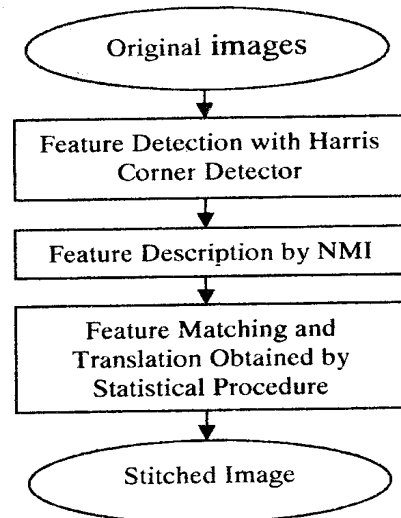 Original images
Feature Detection with Harris
Corner Detector
Feature Description by NMI
Feature Matching and
Translation Obtained by
Statistical Procedure
Stitched Image